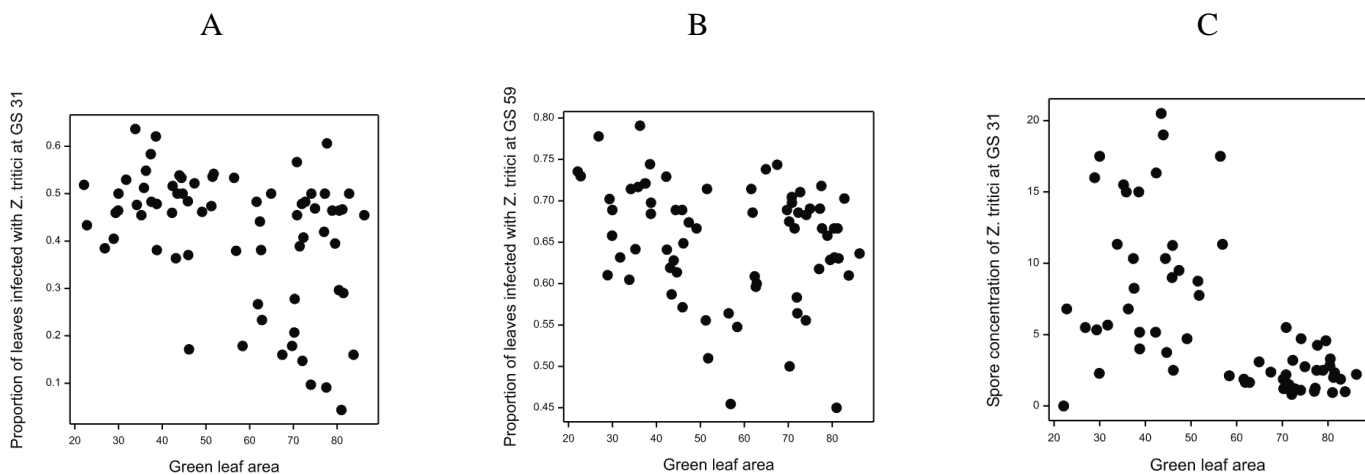 A
Proportion of leaves infected with Z. tritici at GS 31
0.6
0.5
0.4
0.3
0.2
0.1
20 30 40 50 60 70 80
Green leaf area
B
Proportion of leaves infected with Z. tritici at GS 59
0.80
0.75
0.70
0.65
0.60
0.55
0.50
0.45
20 30 40 50 60 70 80
Green leaf area
C
Spore concentration of Z. tritici at GS 31
20
15
10
5
0
20 30 40 50 60 70 80
Green leaf area